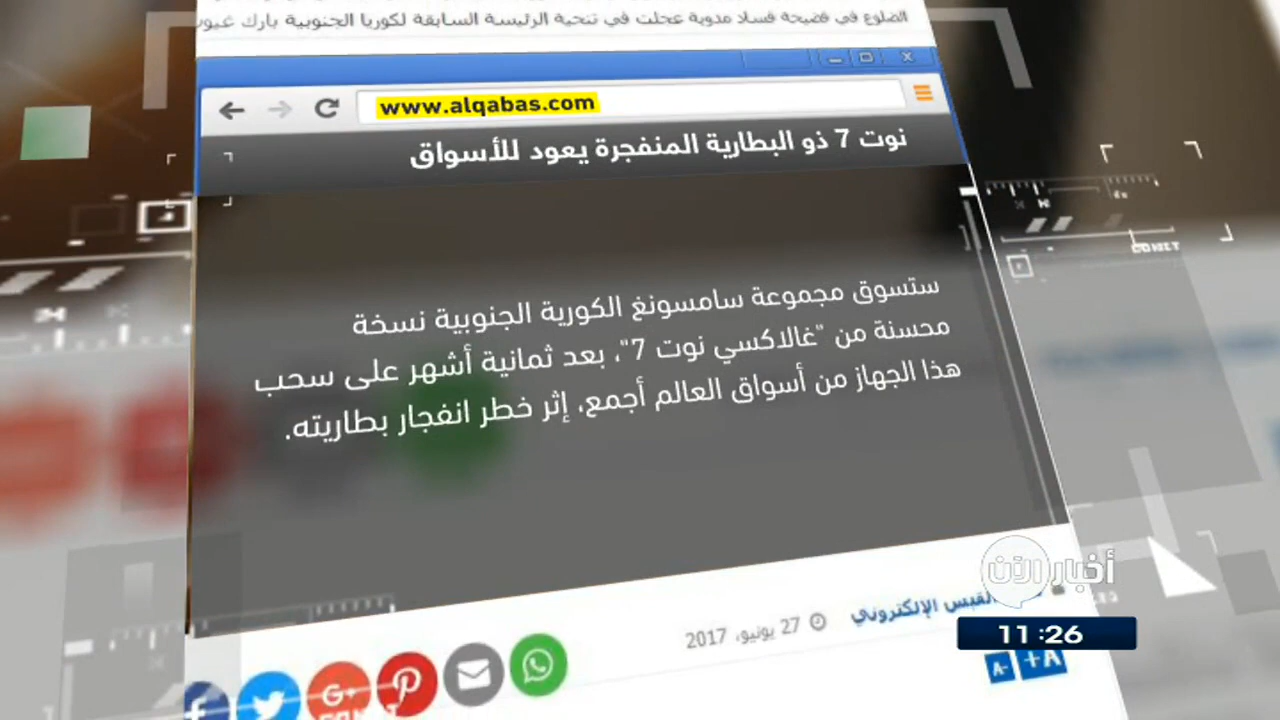 الضلوع في فضيحة فساد مدوية عجلت في تنحية الرئيسة السابقة لكوريا الجنوبية بارك
www.alqabas.com
نوت 7 ذو البطارية المنفجرة يعود للأسواق
ستسوق مجموعة سامسونغ الكورية الجنوبية نسخة
محسنة من "غالاكسي نوت 7"، بعد ثمانية أشهر على سحب
هذا الجهاز من أسواق العالم أجمع، إثر خطر انفجار بطاريته.
أخبار الآن
القبس الإلكتروني
27 يونيو، 2017
11:26
A- +A
COMET